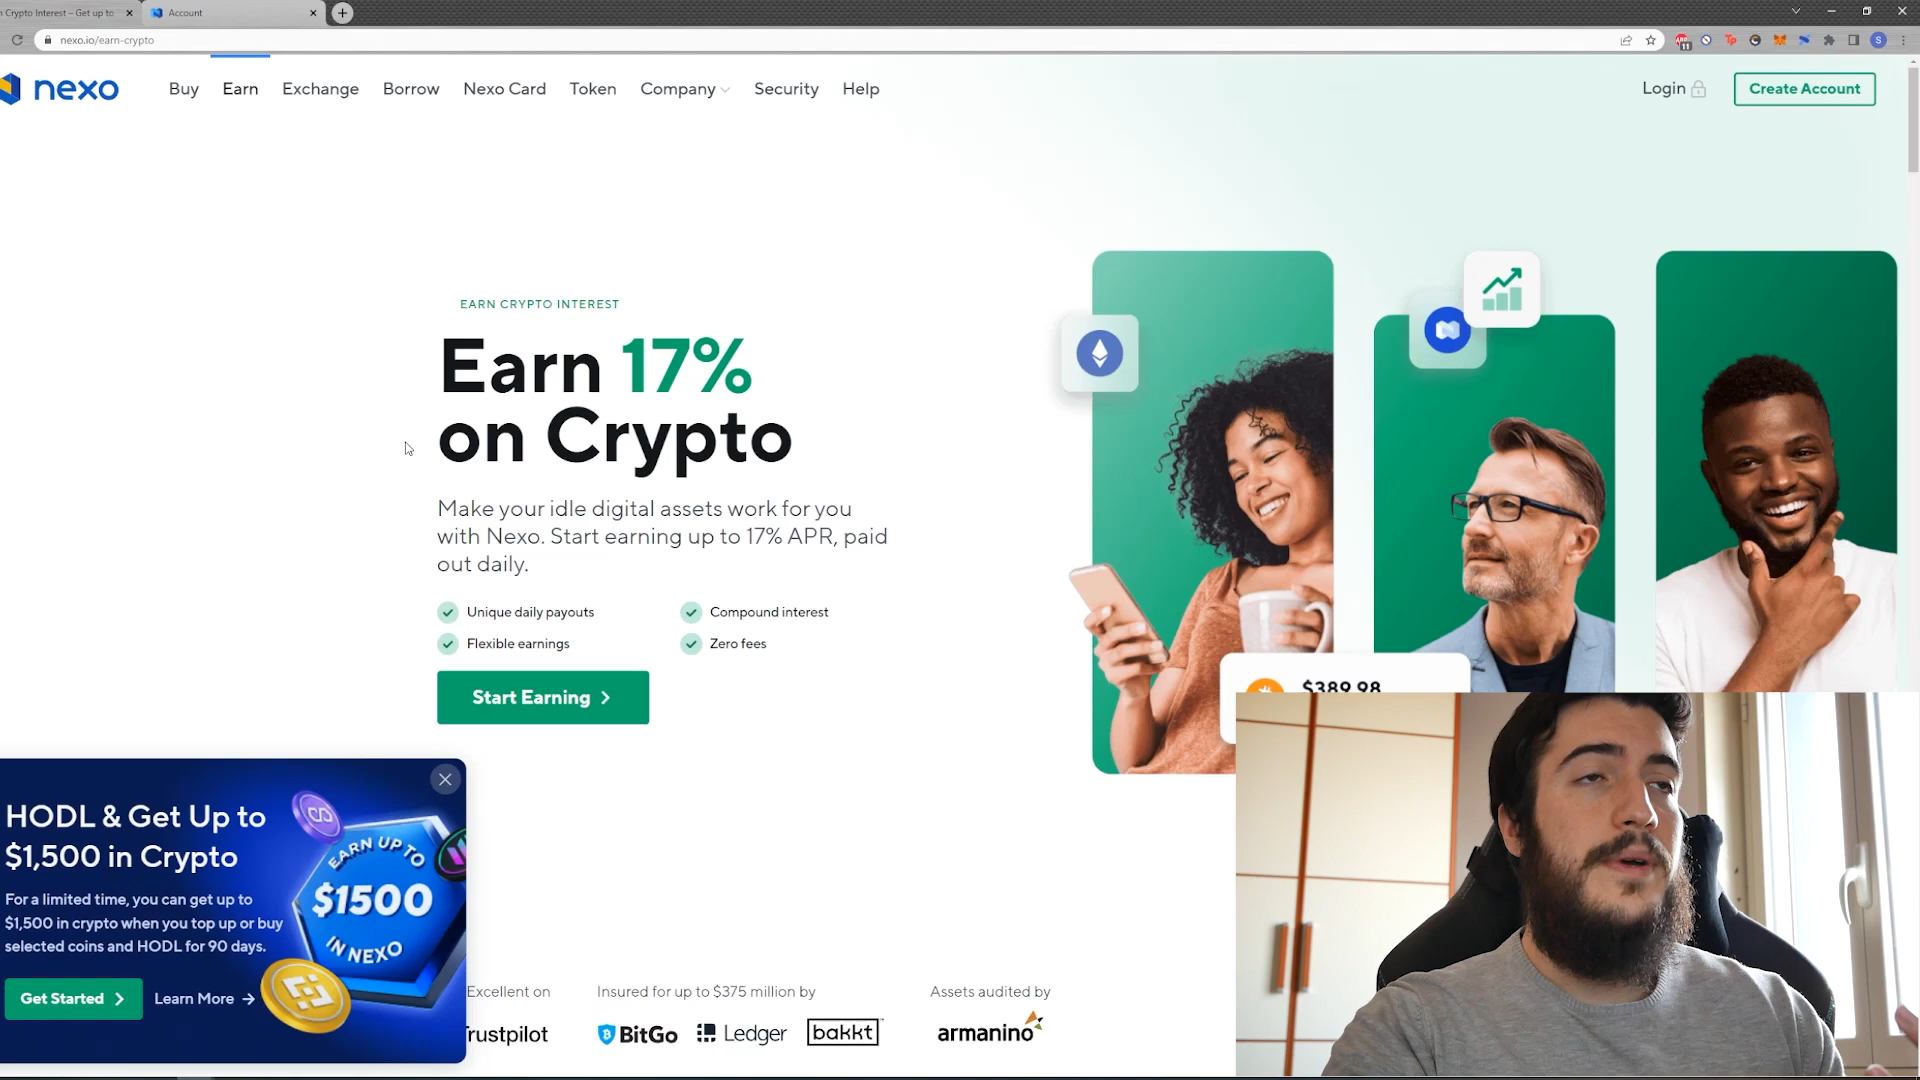 Crypto Interest – Get up to
Account
nexo.io/earn-crypto
11
S
nexo
Buy
Earn
Exchange
Borrow
Nexo Card
Token
Company
Security
Help
Login
Create Account
EARN CRYPTO INTEREST
Earn 17%
on Crypto
Make your idle digital assets work for you
with Nexo. Start earning up to 17% APR, paid
out daily.
Unique daily payouts
Compound interest
Flexible earnings
Zero fees
Start Earning
$389.98
HODL & Get Up to
$1,500 in Crypto
For a limited time, you can get up to
$1,500 in crypto when you top up or buy
selected coins and HODL for 90 days.
Get Started
Learn More
EARN UP TO
$1500
IN NEXO
Excellent on
rustpilot
Insured for up to $375 million by
BitGo
Ledger
bakkt
Assets audited by
armanino